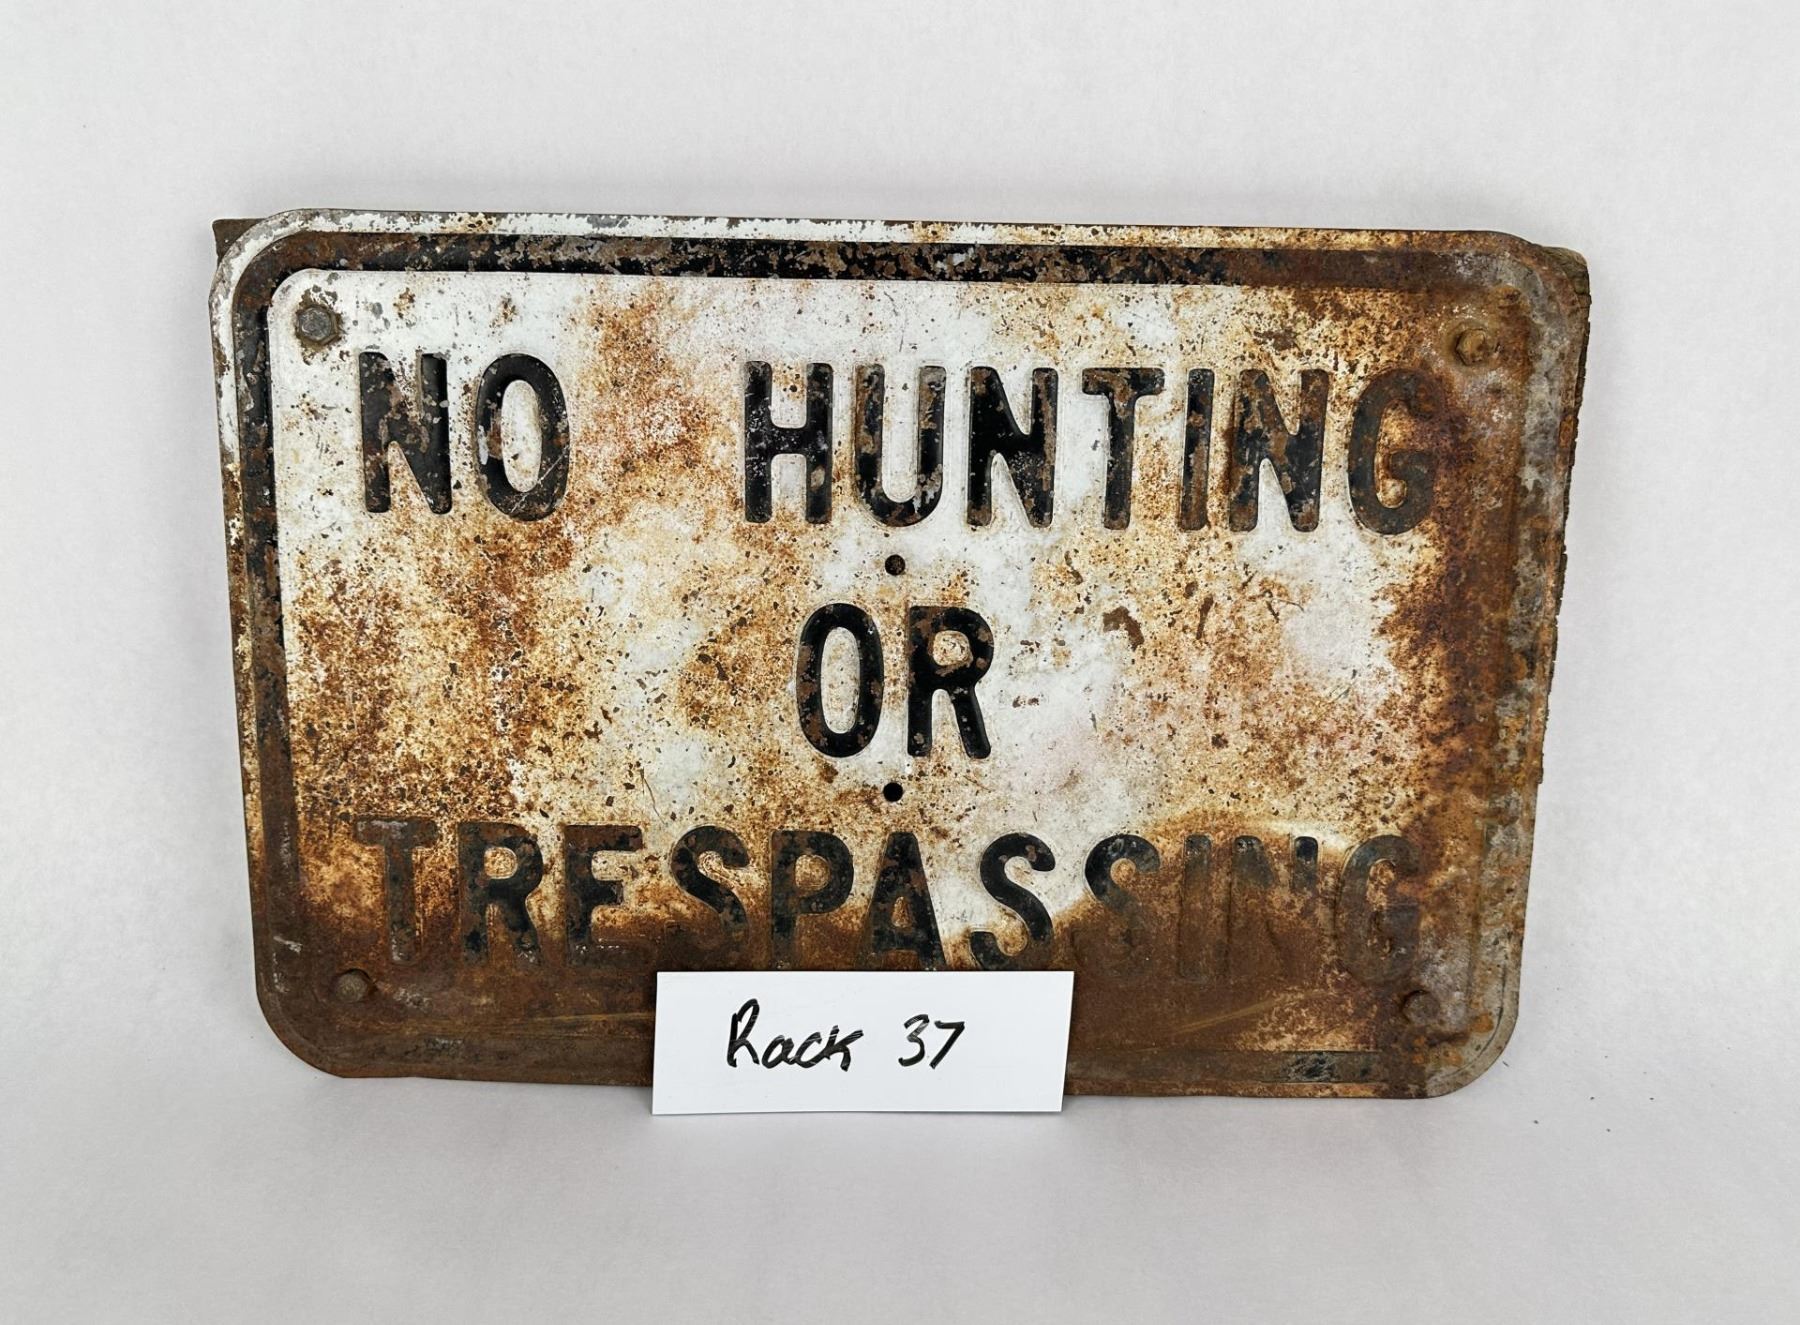 NO HUNTING
OR
TRESPASSING
Rack 37